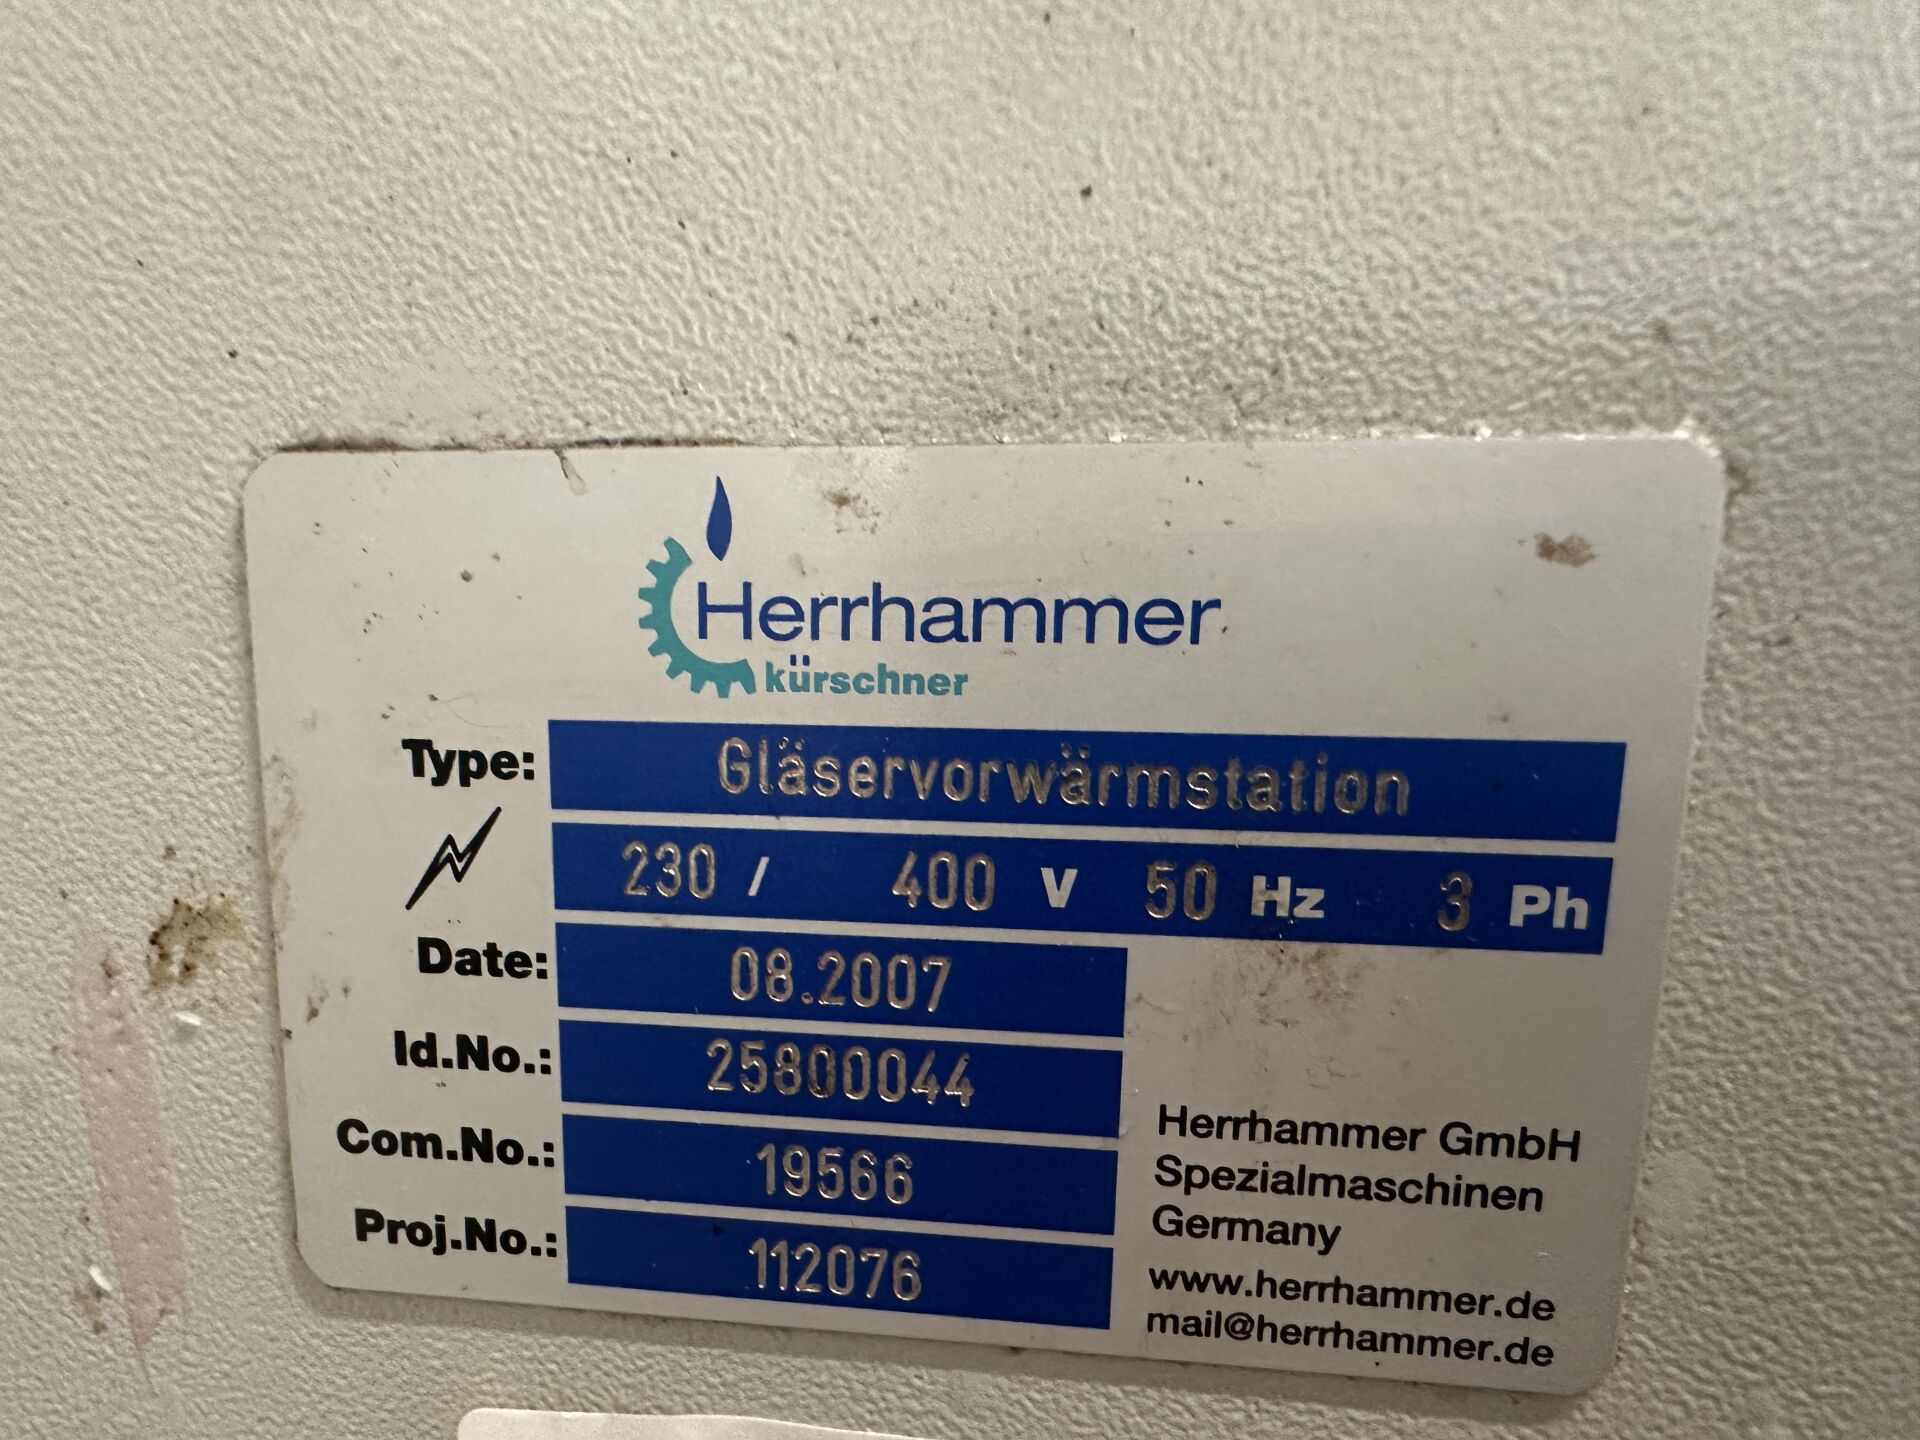 Herrhammer
kürschner
Type: Gläservorwärmstation
230 / 400 V 50 Hz 3 Ph
Date: 08.2007
Id.No.: 25800044
Com.No.: 19566
Proj.No.: 112076
Herrhammer GmbH
Spezialmaschinen
Germany
www.herrhammer.de
mail@herrhammer.de